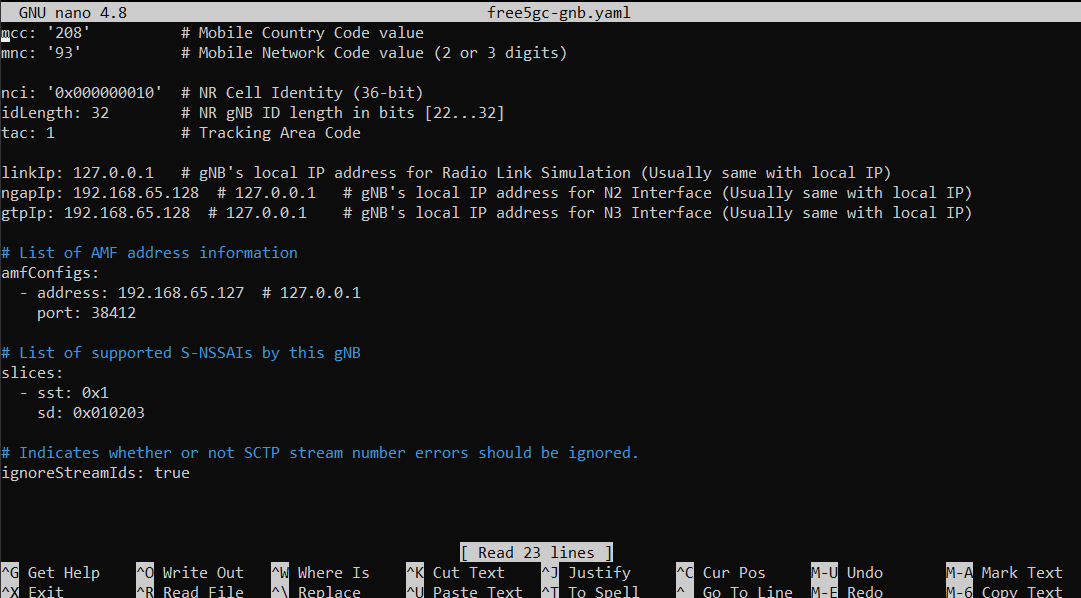 GNU nano 4.8 free5gc-gnb.yaml
mcc: '208' # Mobile Country Code value
mnc: '93' # Mobile Network Code value (2 or 3 digits)
nci: '0x000000010' # NR Cell Identity (36-bit)
idLength: 32 # NR gNB ID length in bits [22...32]
tac: 1 # Tracking Area Code
linkIp: 127.0.0.1 # gNB's local IP address for Radio Link Simulation (Usually same with local IP)
ngapIp: 192.168.65.128 # 127.0.0.1 # gNB's local IP address for N2 Interface (Usually same with local IP)
gtpIp: 192.168.65.128 # 127.0.0.1 # gNB's local IP address for N3 Interface (Usually same with local IP)
# List of AMF address information
amfConfigs:
- address: 192.168.65.127 # 127.0.0.1
port: 38412
# List of supported S-NSSAIs by this gNB
slices:
- sst: 0x1
sd: 0x010203
# Indicates whether or not SCTP stream number errors should be ignored.
ignoreStreamIds: true
[ Read 23 lines ]
^G Get Help ^O Write Out ^W Where Is ^K Cut Text ^J Justify ^C Cur Pos M-U Undo M-A Mark Text
^X Exit ^R Read File ^\ Replace ^U Paste Text ^T To Spell ^_ Go To Line M-E Redo M-6 Copy Text